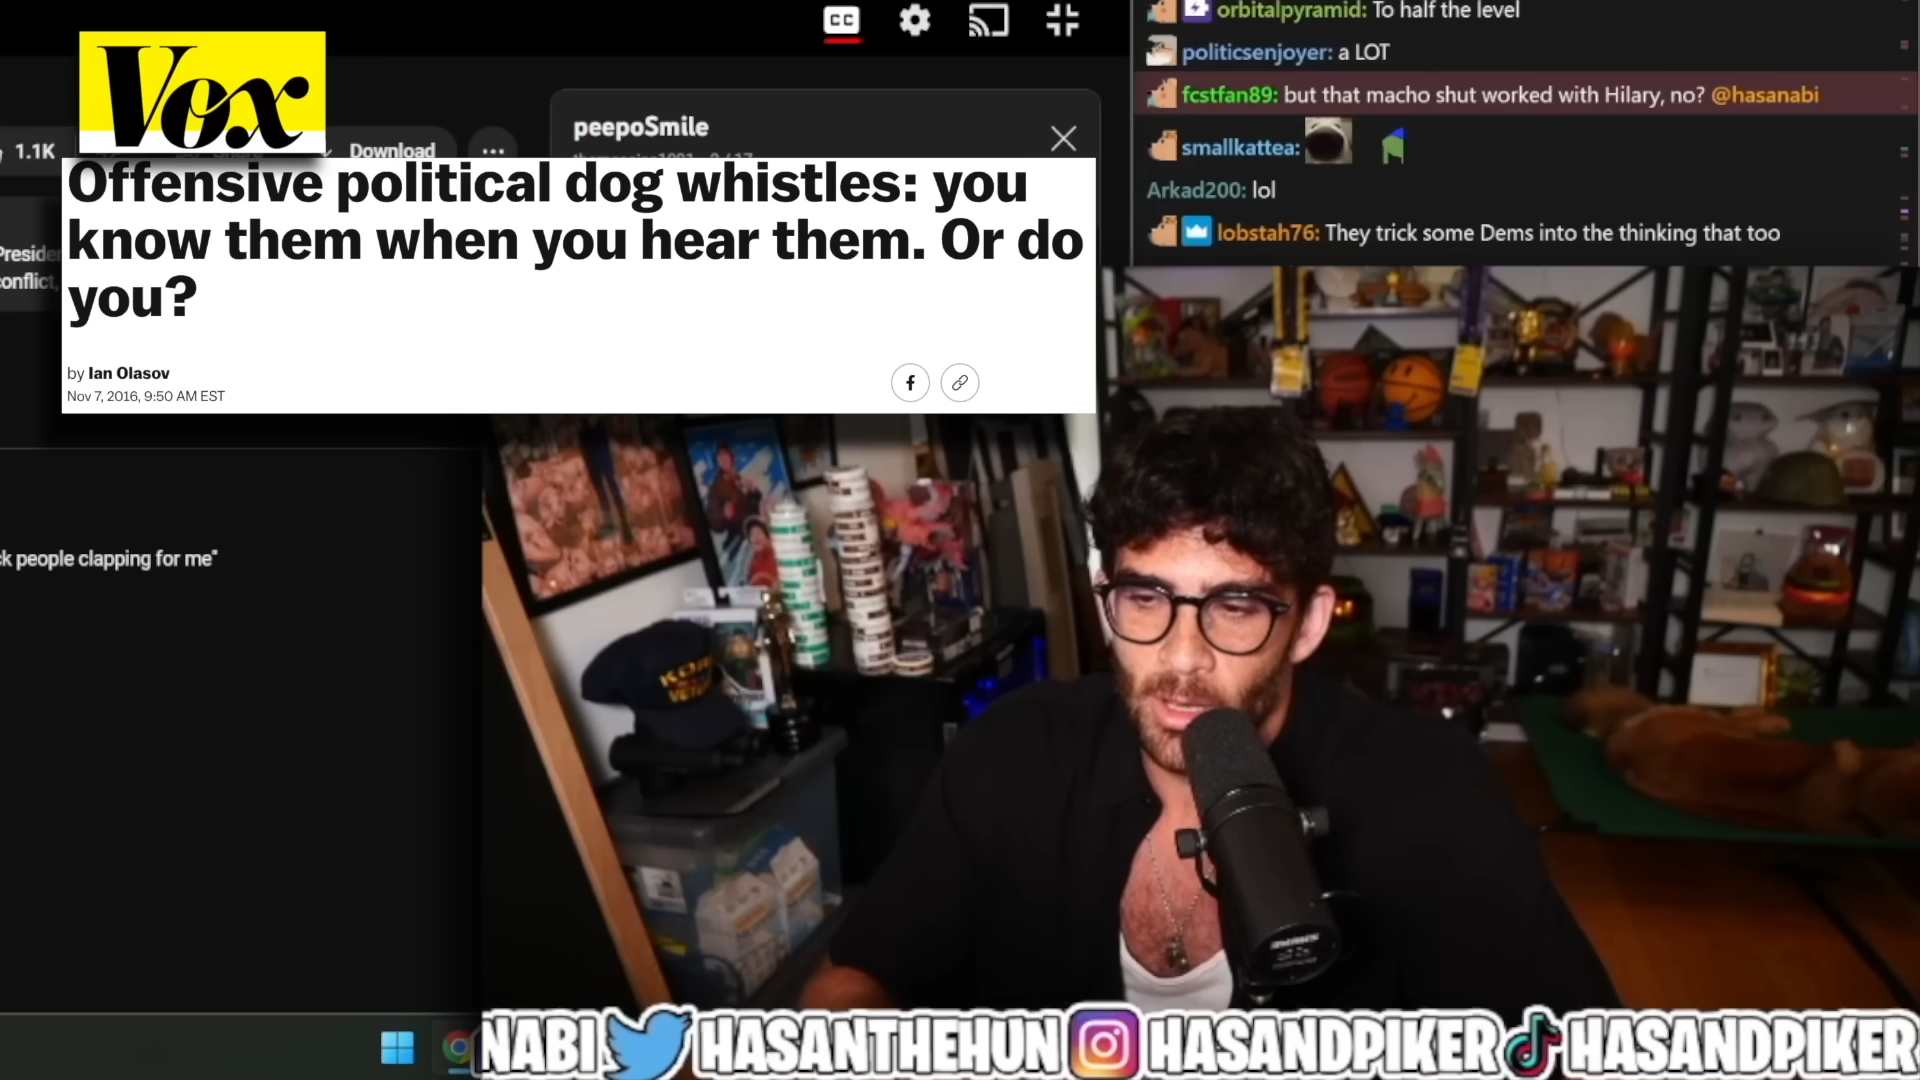 Vox
Offensive political dog whistles: you
know them when you hear them. Or do
you?
by Ian Olasov
Nov 7, 2016, 9:50 AM EST
CC
1.1K
Download
peepoSmile
conflict,
ck people clapping for me"
orbitalpyramid: To half the level
politicsenjoyer: a LOT
fcstfan89: but that macho shut worked with Hilary, no? @hasanabi
smallkattea:
Arkad200: lol
lobstah76: They trick some Dems into the thinking that too
NABI HASANTHEHUN HASANDPIKER HASANDPIKER